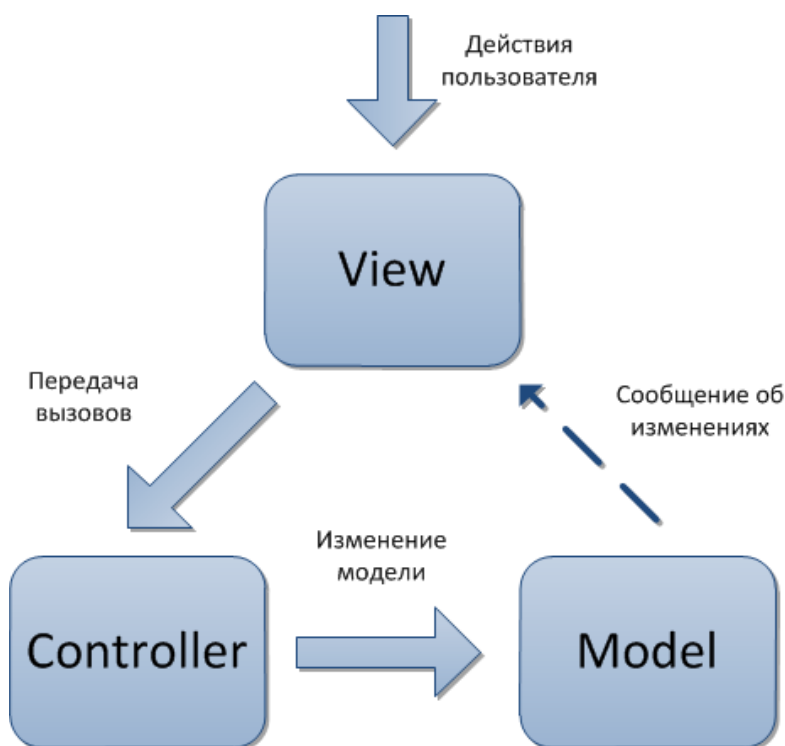 Действия
пользователя
View
Передача
вызовов
Сообщение об
изменениях
Изменение
модели
Controller
Model